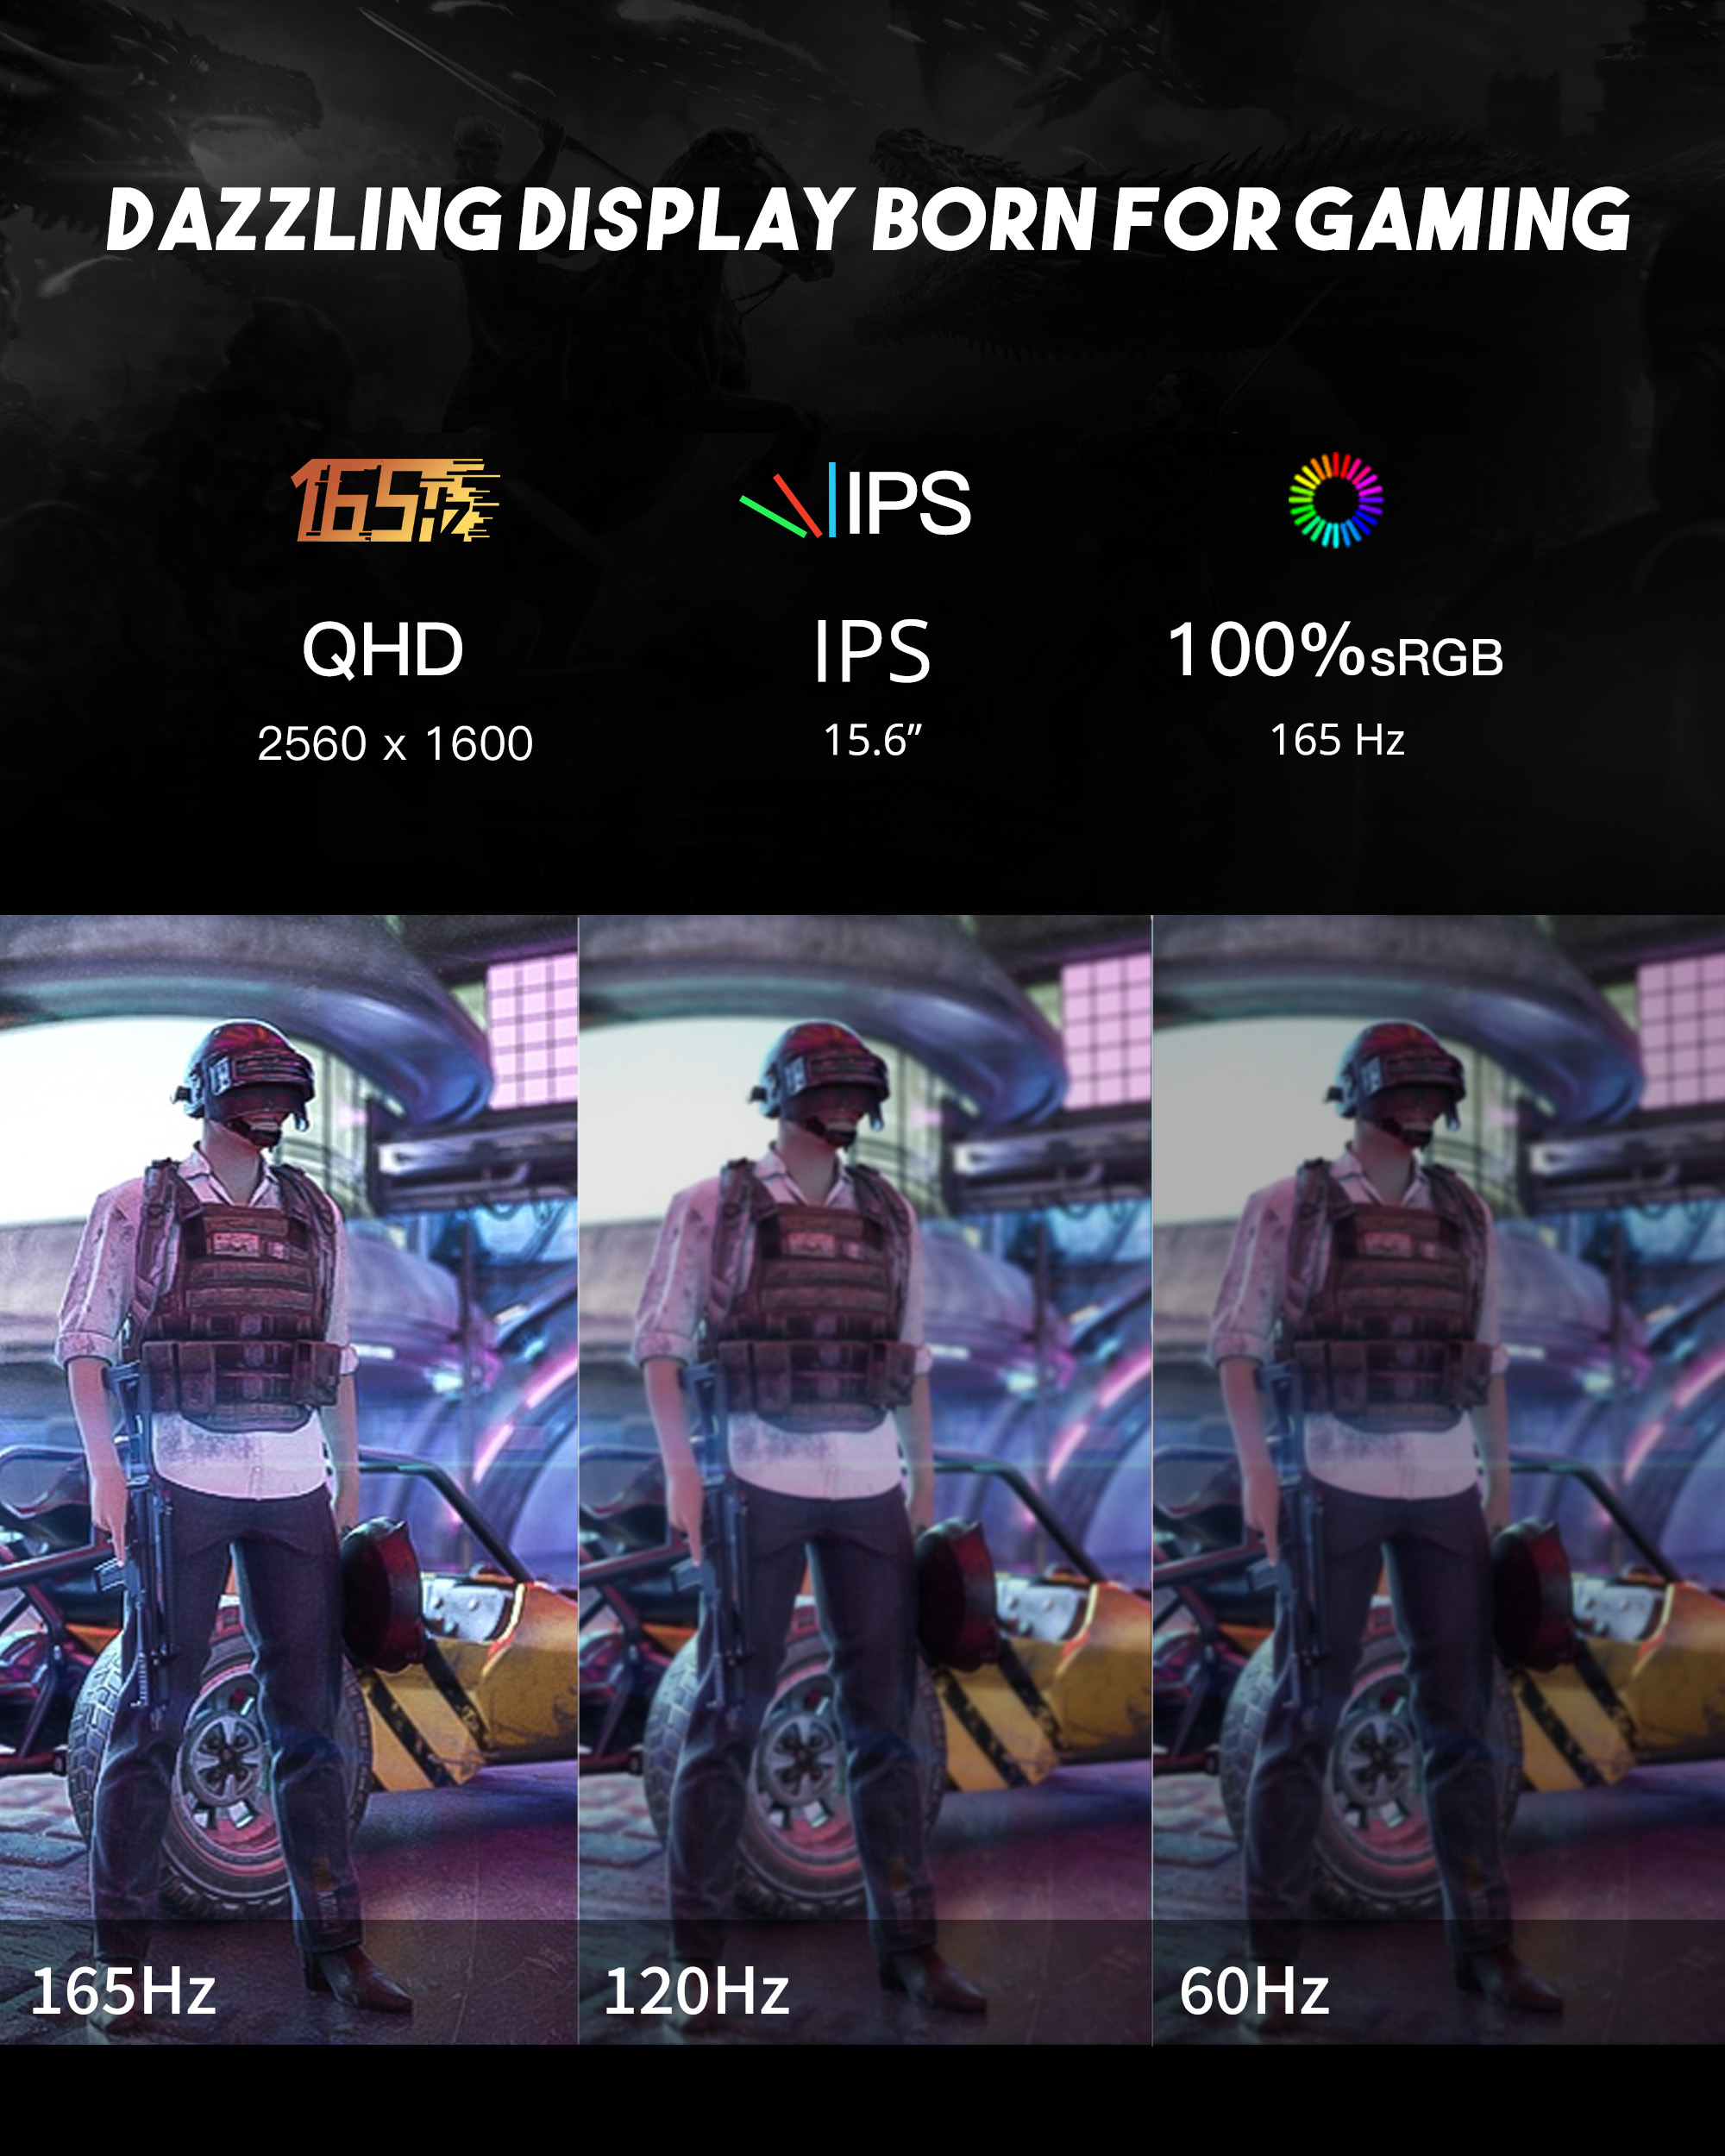 DAZZLING DISPLAY BORN FOR GAMING
165Hz
IPS
QHD
IPS
100%sRGB
2560 x 1600
15.6”
165 Hz
165Hz
120Hz
60Hz